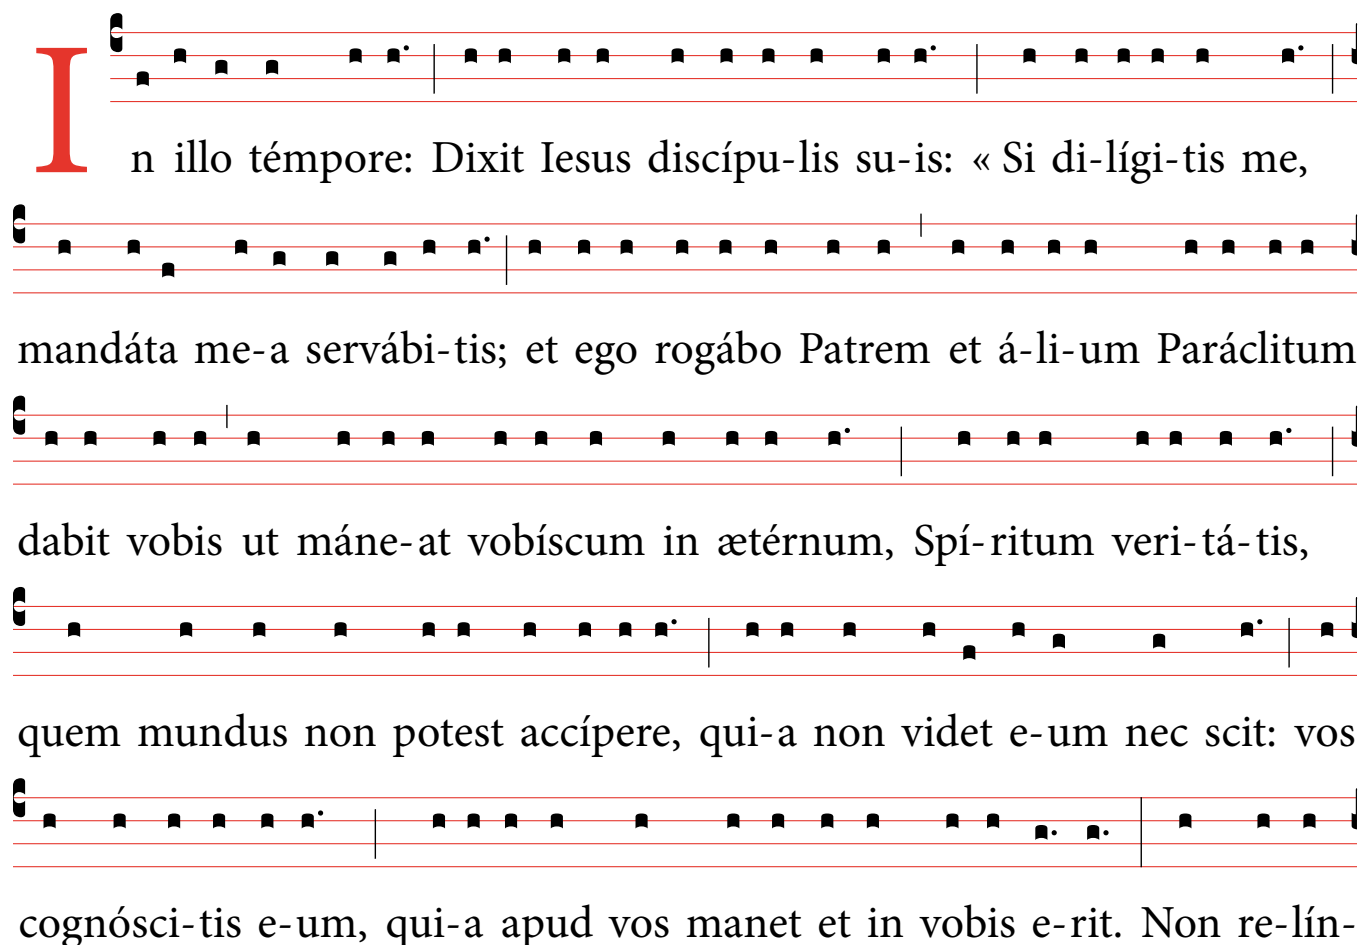 In illo témpore: Dixit Iesus discípu-lis su-is: « Si di-lígi-tis me,
mandáta me-a servábi-tis; et ego rogábo Patrem et á-li-um Paráclitum
dabit vobis ut máne-at vobíscum in ætérnum, Spí-ritum veri-tá-tis,
quem mundus non potest accípere, qui-a non videt e-um nec scit: vos
cognósci-tis e-um, qui-a apud vos manet et in vobis e-rit. Non re-lín-